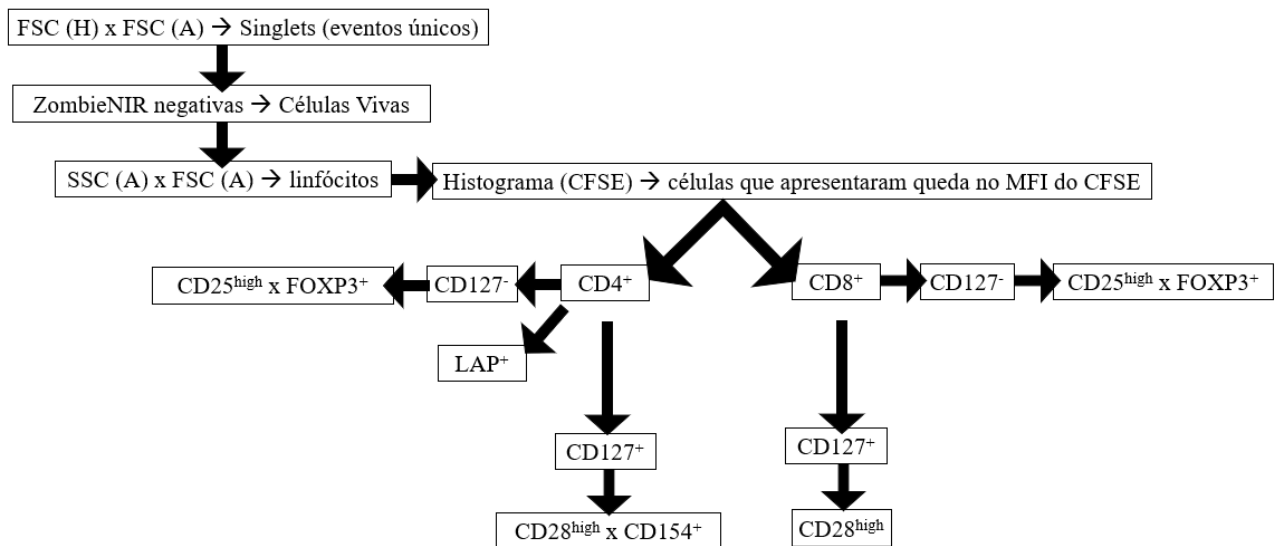 FSC (H) x FSC (A) → Singlets (eventos únicos)
ZombieNIR negativas → Células Vivas
SSC (A) x FSC (A) → linfócitos
Histograma (CFSE) → células que apresentaram queda no MFI do CFSE
CD25high x FOXP3+
CD127-
CD4+
CD8+
CD127-
CD25high x FOXP3+
LAP+
CD127+
CD127+
CD28high x CD154+
CD28high